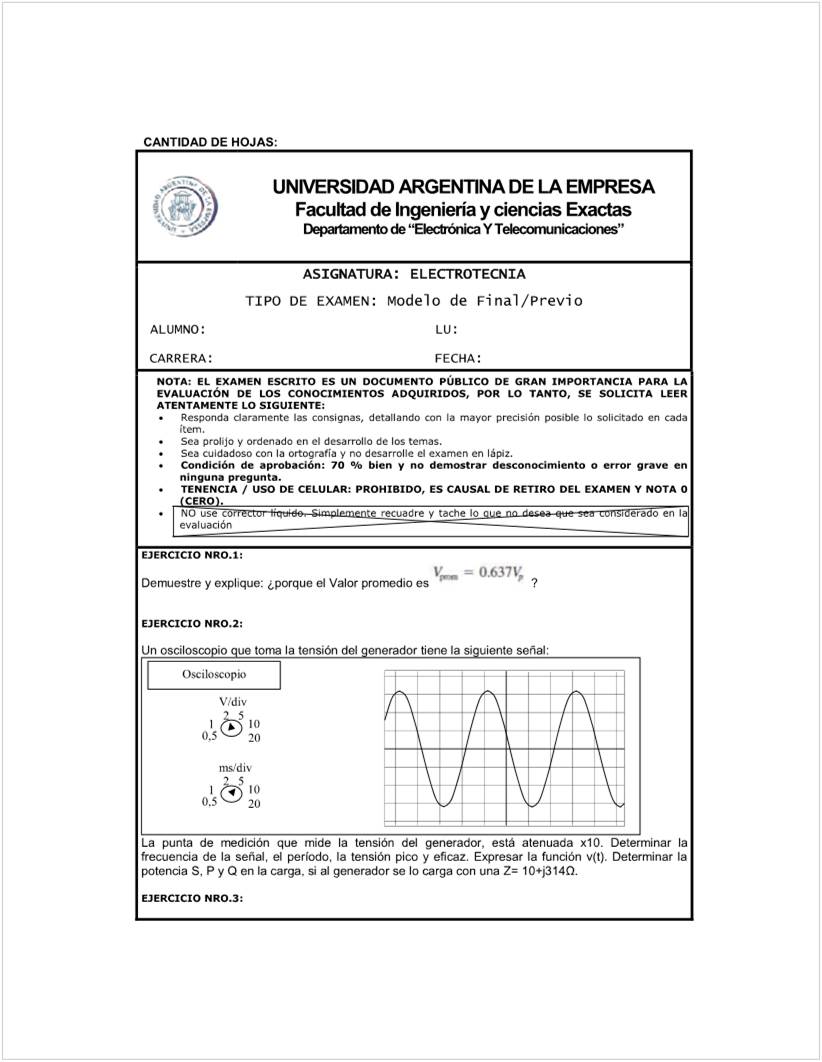 CANTIDAD DE HOJAS:
UNIVERSIDAD ARGENTINA DE LA EMPRESA
Facultad de Ingeniería y ciencias Exactas
Departamento de “Electrónica Y Telecomunicaciones”
ASIGNATURA: ELECTROTECNIA
TIPO DE EXAMEN: Modelo de Final/Previo
ALUMNO: LU:
CARRERA: FECHA:
NOTA: EL EXAMEN ESCRITO ES UN DOCUMENTO PÚBLICO DE GRAN IMPORTANCIA PARA LA
EVALUACIÓN DE LOS CONOCIMIENTOS ADQUIRIDOS, POR LO TANTO, SE SOLICITA LEER
ATENTAMENTE LO SIGUIENTE:
• Responda claramente las consignas, detallando con la mayor precisión posible lo solicitado en cada
ítem.
• Sea prolijo y ordenado en el desarrollo de los temas.
• Sea cuidadoso con la ortografía y no desarrolle el examen en lápiz.
• Condición de aprobación: 70 % bien y no demostrar desconocimiento o error grave en
ninguna pregunta.
• TENENCIA / USO DE CELULAR: PROHIBIDO, ES CAUSAL DE RETIRO DEL EXAMEN Y NOTA 0
(CERO).
• NO use corrector líquido. Simplemente recuadre y tache lo que no desea que sea considerado en la
evaluación
EJERCICIO NRO.1:
Demuestre y explique: ¿porque el Valor promedio es Vprom = 0.637Vp ?
EJERCICIO NRO.2:
Un osciloscopio que toma la tensión del generador tiene la siguiente señal:
Osciloscopio
V/div
2 5
1 10
0,5 20
ms/div
2 5
1 10
0,5 20
La punta de medición que mide la tensión del generador, está atenuada x10. Determinar la
frecuencia de la señal, el período, la tensión pico y eficaz. Expresar la función v(t). Determinar la
potencia S, P y Q en la carga, si al generador se lo carga con una Z= 10+j314Ω.
EJERCICIO NRO.3: